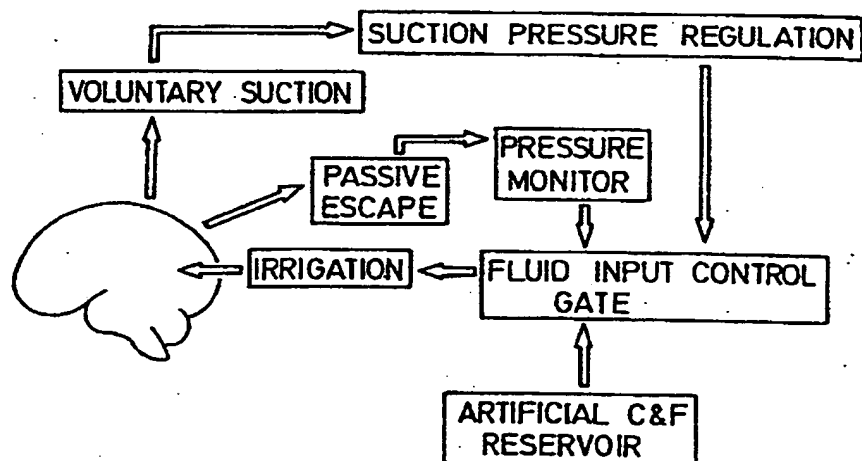 SUCTION PRESSURE REGULATION
VOLUNTARY SUCTION
PASSIVE
ESCAPE
PRESSURE
MONITOR
IRRIGATION
FLUID INPUT CONTROL
GATE
ARTIFICIAL C&F
RESERVOIR